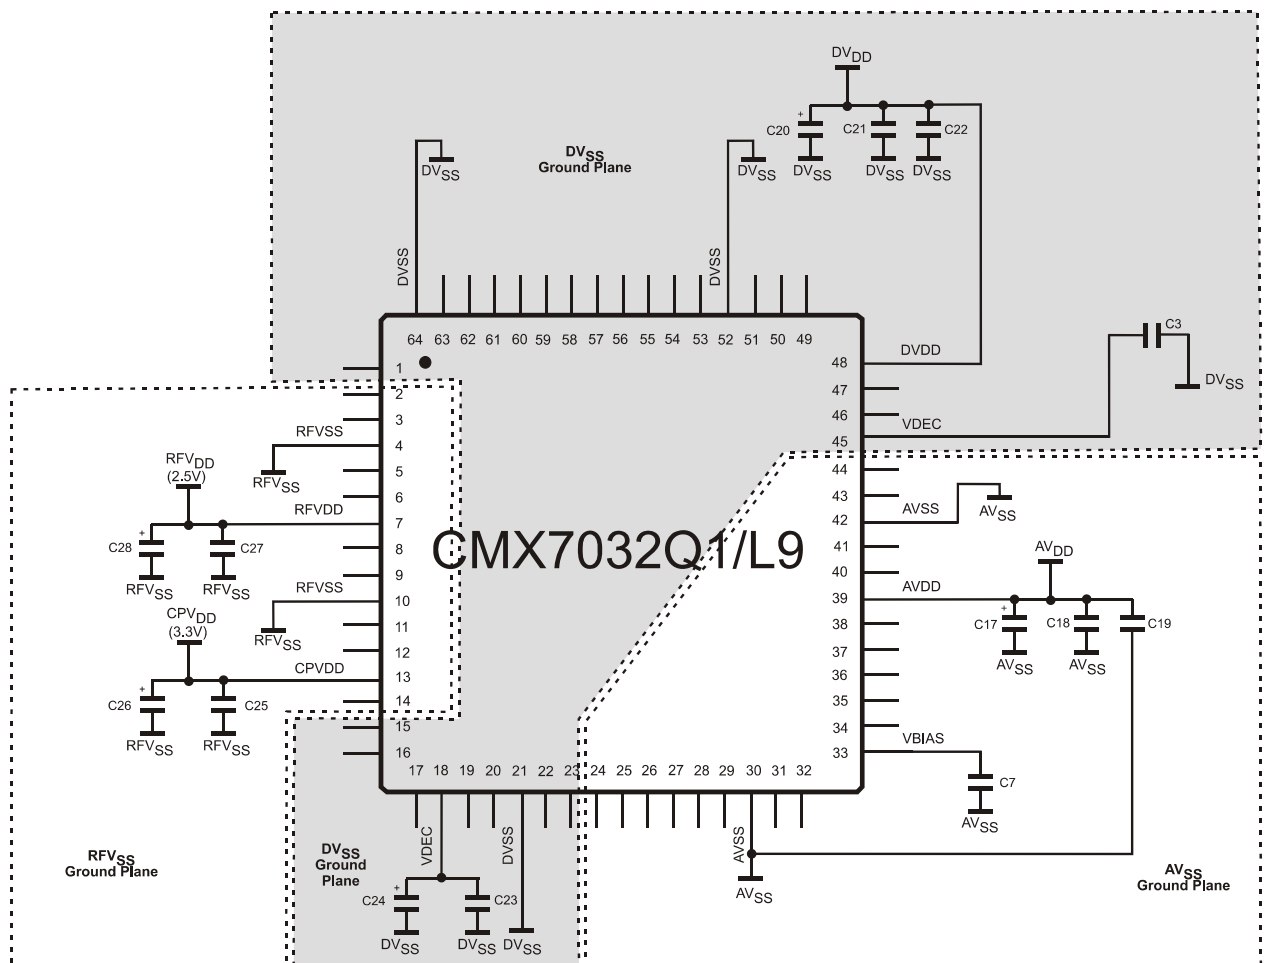 DVDD
+
C20
C21
C22
DVSS
DVSS
DVSS
DVSS
DVSS
DVSS
Ground Plane
DVSS
DVSS
64 63 62 61 60 59 58 57 56 55 54 53 52 51 50 49
C3
DVSS
DVDD
48
47
46
VDEC
45
44
43
AVSS
42
AVSS
41
40
AVDD
AVDD
39
+
C17
C18
C19
AVSS
AVSS
38
37
36
35
34
VBIAS
33
C7
AVSS
1
2
3
RFVSS
4
RFVSS
5
6
RFVDD
(2.5V)
RFVDD
7
+
C28
C27
RFVSS
RFVSS
8
9
RFVSS
10
RFVSS
11
12
CPVDD
(3.3V)
CPVDD
13
+
C26
C25
RFVSS
RFVSS
14
15
16
CMX7032Q1/L9
17 18 19 20 21 22 23 24 25 26 27 28 29 30 31 32
VDEC
DVSS
AVSS
AVSS
RFVSS
Ground Plane
DVSS
Ground
Plane
+
C24
C23
DVSS
DVSS
DVSS
AVSS
Ground Plane